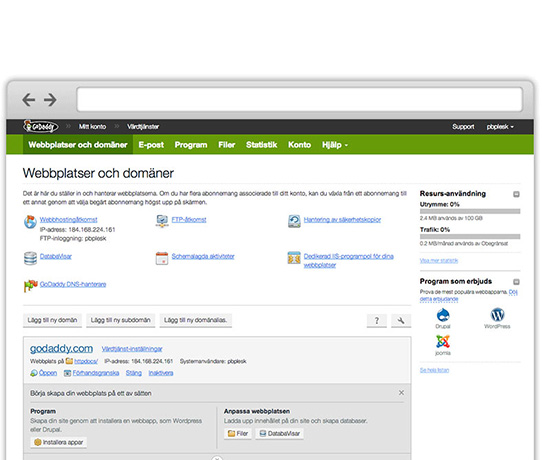 GoDaddy
Mitt konto
Värdtjänster
Support
pbplesk
Webbplatser och domäner
E-post
Program
Filer
Statistik
Konto
Hjälp
Webbplatser och domäner
Det är här du ställer in och hanterar webbplatserna. Om du har flera abonnemang associerade till ditt konto, kan du växla från ett abonnemang till
ett annat genom att välja begärt abonnemang högst upp på skärmen.
Webbhostingåtkomst
IP-adress: 184.168.224.161
FTP-inloggning: pbplesk
FTP-åtkomst
Hantering av säkerhetskopior
DatabaVisar
Schemalagda aktiviteter
Dedikerad IIS-programpol för dina
webbplatser
GoDaddy DNS-hanterare
Resurs-användning
Utrymme: 0%
2.4 MB används av 100 GB
Trafik: 0%
0.2 MB/månad används av Obegränsat
Visa mer statistik
Program som erbjuds
Prova de mest populära webbapparna. Dölj
detta erbjudande
Drupal
WordPress
Joomla
Se hela listan
Lägg till ny domän
Lägg till ny subdomän
Lägg till ny domänalias.
?
godaddy.com
Värdtjänst-inställningar
Webbplats på httpdocs/ IP-adress: 184.168.224.161 Systemanvändare: pbplesk
Öppen
Förhandsgranska
Stäng
Inaktivera
Börja skapa din webbplats på ett av sätten
Program
Skapa din site genom att installera en webbapp, som Wordpress
eller Drupal.
Installera appar
Anpassa webbplatsen
Ladda upp innehållet på din site och skapa databaser.
Filer
DatabaVisar